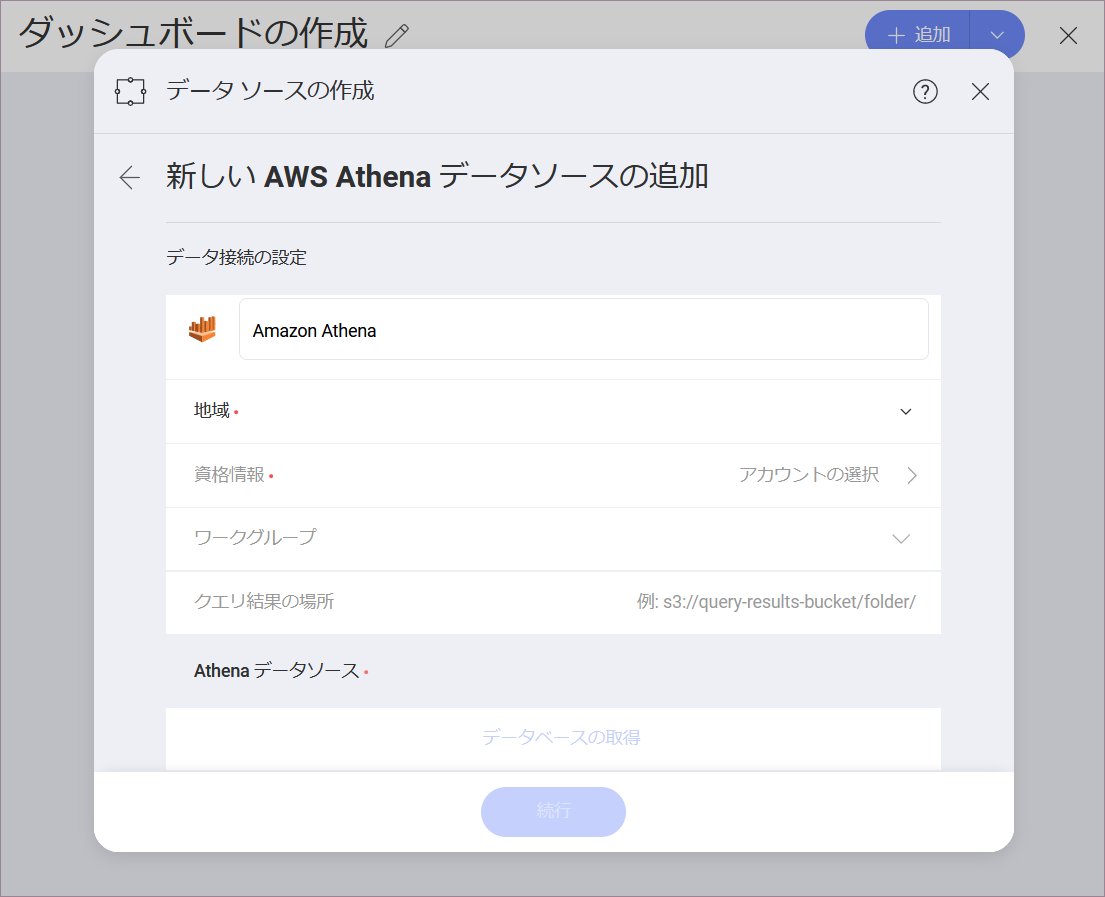 ダッシュボードの作成
追加
データ ソースの作成
新しい AWS Athena データソースの追加
データ接続の設定
Amazon Athena
地域
資格情報 アカウントの選択
ワークグループ
クエリ結果の場所 例: s3://query-results-bucket/folder/
Athena データソース
データベースの取得
続行